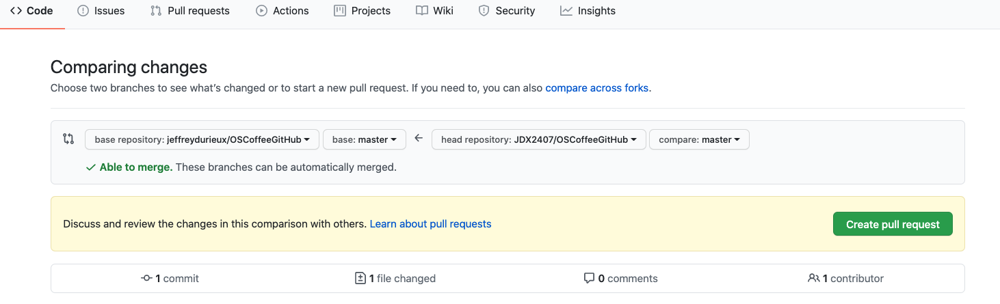 Code Issues Pull requests Actions Projects Wiki Security Insights
Comparing changes
Choose two branches to see what's changed or to start a new pull request. If you need to, you can also compare across forks.
base repository: jeffreydurieux/OSCoffeeGitHub base: master head repository: JDX2407/OSCoffeeGitHub compare: master
Able to merge. These branches can be automatically merged.
Discuss and review the changes in this comparison with others. Learn about pull requests Create pull request
1 commit 1 file changed 0 comments 1 contributor